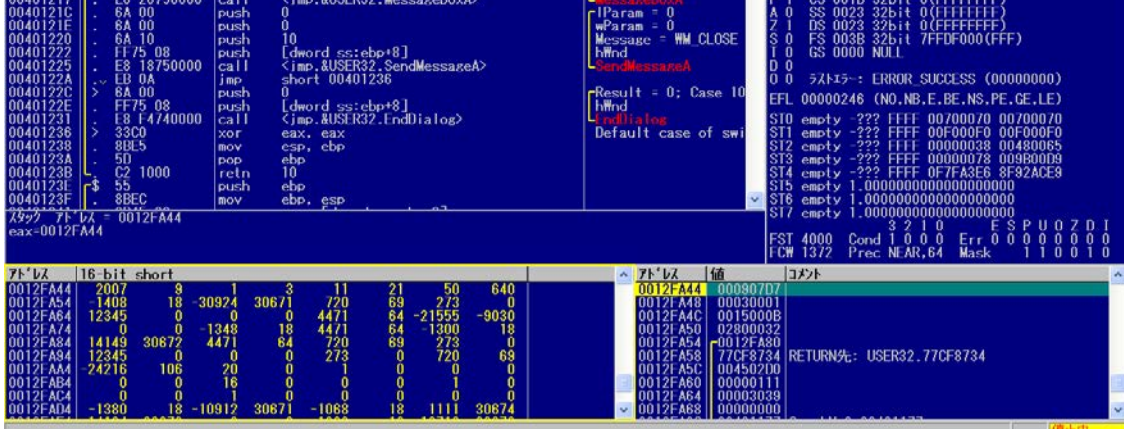 00401217 . E8 20750000 call <jmp.&USER32.MessageBoxA> MessageBoxA
0040121C . 6A 00 push 0 lParam = 0
0040121E . 6A 00 push 0 wParam = 0
00401220 . 6A 10 push 10 Message = WM_CLOSE
00401222 . FF75 08 push [dword ss:ebp+8] hWnd
00401225 . E8 18750000 call <jmp.&USER32.SendMessageA> SendMessageA
0040122A .⌄ EB 0A jmp short 00401236
0040122C > 6A 00 push 0 Result = 0; Case 10
0040122E . FF75 08 push [dword ss:ebp+8] hWnd
00401231 . E8 F4740000 call <jmp.&USER32.EndDialog> EndDialog
00401236 > 33C0 xor eax, eax Default case of swi
00401238 . 8BE5 mov esp, ebp
0040123A . 5D pop ebp
0040123B . C2 1000 retn 10
0040123E $ 55 push ebp
0040123F . 8BEC mov ebp, esp
スタック アドレス = 0012FA44
eax=0012FA44
A 0 SS 0023 32bit 0(FFFFFFFF)
Z 1 DS 0023 32bit 0(FFFFFFFF)
S 0 FS 003B 32bit 7FFDF000(FFF)
T 0 GS 0000 NULL
D 0
O 0 ラストエラー: ERROR_SUCCESS (00000000)
EFL 00000246 (NO,NB,E,BE,NS,PE,GE,LE)
ST0 empty -??? FFFF 00700070 00700070
ST1 empty -??? FFFF 00F000F0 00F000F0
ST2 empty -??? FFFF 00000038 00480065
ST3 empty -??? FFFF 00000078 009B00D9
ST4 empty -??? FFFF 0F7FA3E6 8F92ACE9
ST5 empty 1.0000000000000000000
ST6 empty 1.0000000000000000000
ST7 empty 1.0000000000000000000
3 2 1 0 E S P U O Z D I
FST 4000 Cond 1 0 0 0 Err 0 0 0 0 0 0 0 0
FCW 1372 Prec NEAR,64 Mask 1 1 0 0 1 0
アドレス 16-bit short
0012FA44 2007 9 1 3 11 21 50 640
0012FA54 -1408 18 -30924 30671 720 69 273 0
0012FA64 12345 0 0 0 4471 64 -21555 -9030
0012FA74 0 0 -1348 18 4471 64 -1300 18
0012FA84 14149 30672 4471 64 720 69 273 0
0012FA94 12345 0 0 0 273 0 720 69
0012FAA4 -24216 106 20 0 1 0 0 0
0012FAB4 0 0 16 0 0 0 1 0
0012FAC4 0 0 1 0 0 0 0 0
0012FAD4 -1380 18 -10912 30671 -1068 18 1111 30674
アドレス 値 コメント
0012FA44 000907D7
0012FA48 00030001
0012FA4C 0015000B
0012FA50 02800032
0012FA54 0012FA80
0012FA58 77CF8734 RETURN先: USER32.77CF8734
0012FA5C 004502D0
0012FA60 00000111
0012FA64 00003039
0012FA68 00000000
停止中